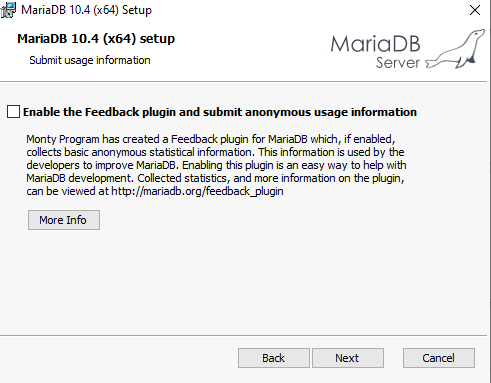 MariaDB 10.4 (x64) Setup
MariaDB 10.4 (x64) setup
Submit usage information
MariaDB
Server
Enable the Feedback plugin and submit anonymous usage information
Monty Program has created a Feedback plugin for MariaDB which, if enabled,
collects basic anonymous statistical information. This information is used by the
developers to improve MariaDB. Enabling this plugin is an easy way to help with
MariaDB development. Collected statistics, and more information on the plugin,
can be viewed at http://mariadb.org/feedback_plugin
More Info
Back
Next
Cancel